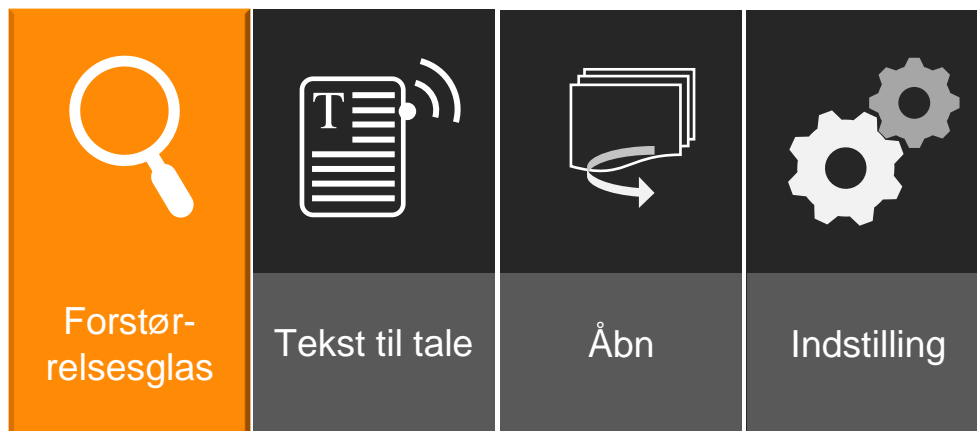 T
Forstør-
relsesglas
Tekst til tale
Åbn
Indstilling